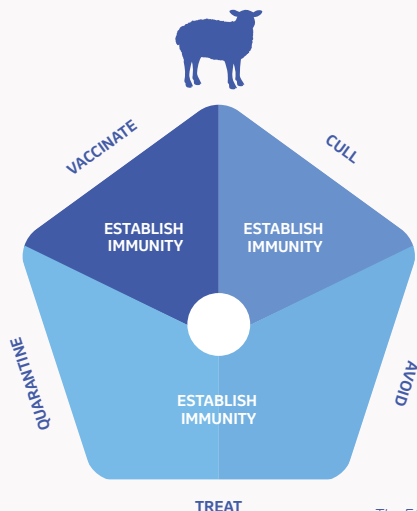 VACCINATE
CULL
ESTABLISH
IMMUNITY
ESTABLISH
IMMUNITY
QUARANTINE
AVOID
ESTABLISH
IMMUNITY
TREAT